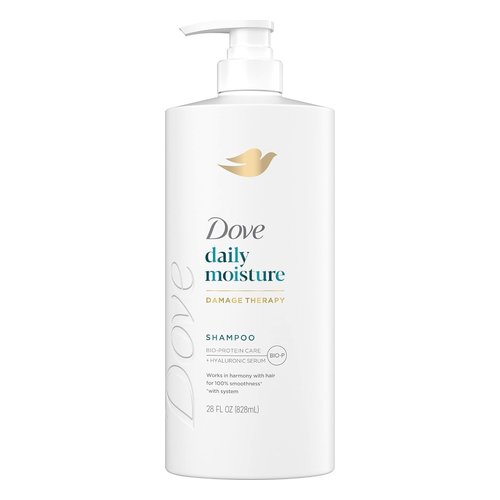 Dove
Dove
daily
moisture
DAMAGE THERAPY
SHAMPOO
BIO-PROTEIN CARE
+ HYALURONIC SERUM
BIO-P
Works in harmony with hair
for 100% smoothness*
*with system
28 FL OZ (828mL)